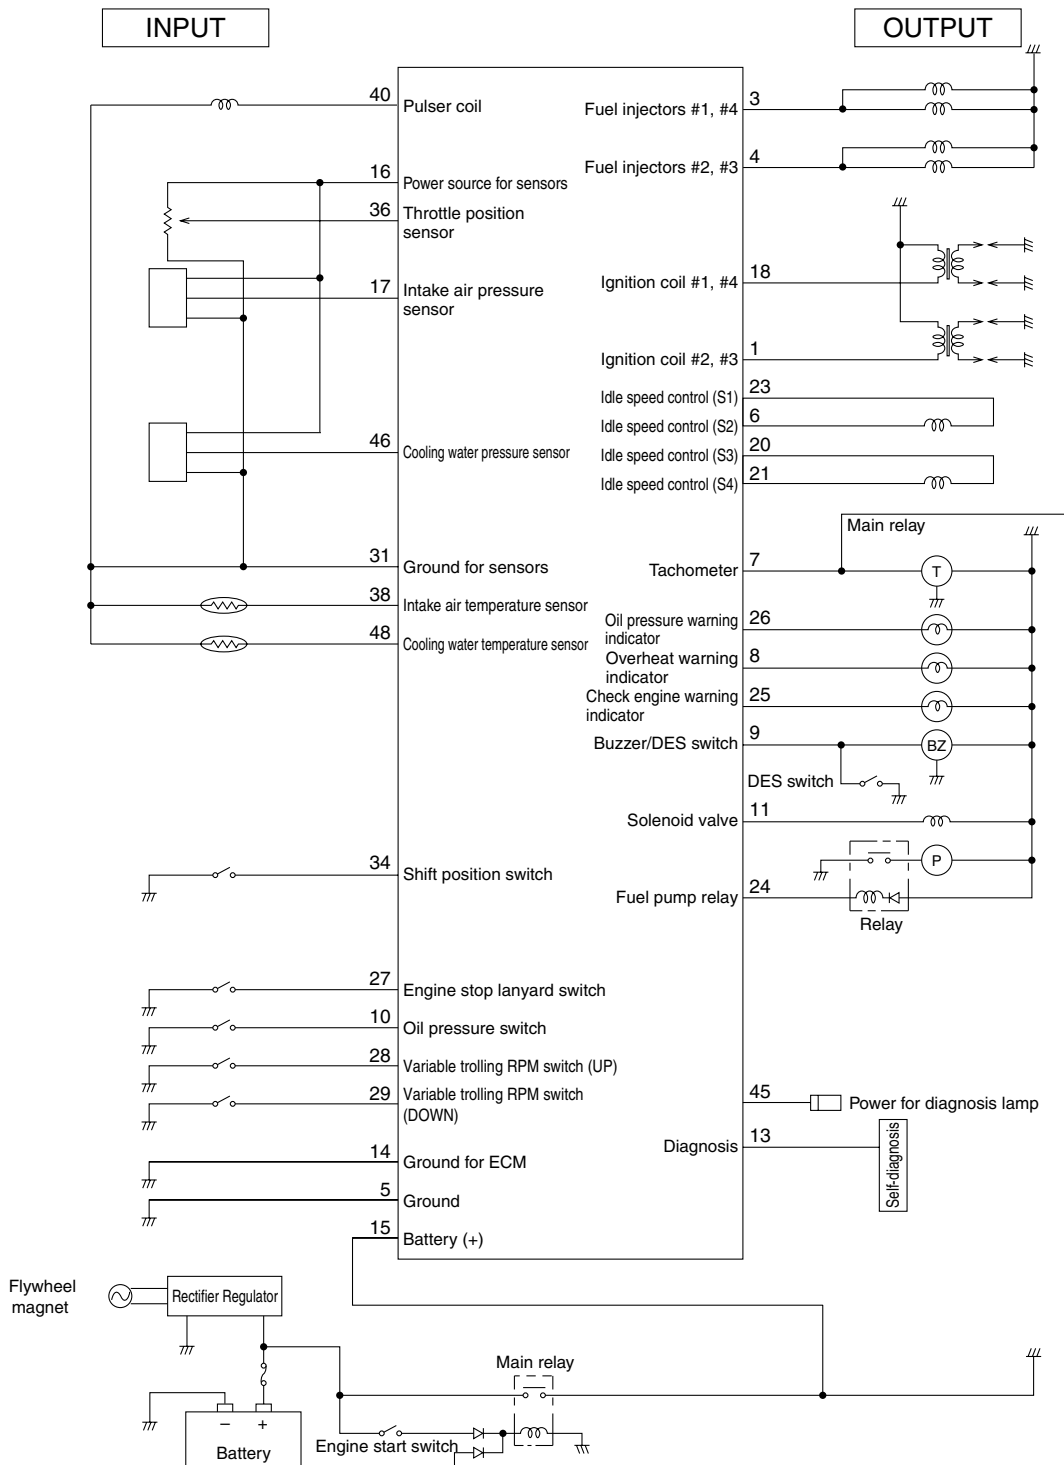 INPUT
OUTPUT
40
Pulser coil
Fuel injectors #1, #4
3
16
Power source for sensors
Fuel injectors #2, #3
4
36
Throttle position
sensor
17
Intake air pressure
sensor
Ignition coil #1, #4
18
Ignition coil #2, #3
1
Idle speed control (S1)
23
Idle speed control (S2)
6
46
Cooling water pressure sensor
Idle speed control (S3)
20
Idle speed control (S4)
21
Main relay
31
Ground for sensors
Tachometer
7
T
38
Intake air temperature sensor
Oil pressure warning
indicator
26
48
Cooling water temperature sensor
Overheat warning
indicator
8
Check engine warning
indicator
25
Buzzer/DES switch
9
BZ
DES switch
Solenoid valve
11
P
34
Shift position switch
Fuel pump relay
24
Relay
27
Engine stop lanyard switch
10
Oil pressure switch
28
Variable trolling RPM switch (UP)
29
Variable trolling RPM switch
(DOWN)
45
Power for diagnosis lamp
Diagnosis
13
Self-diagnosis
14
Ground for ECM
5
Ground
15
Battery (+)
Flywheel
magnet
Rectifier Regulator
Main relay
− +
Battery
Engine start switch